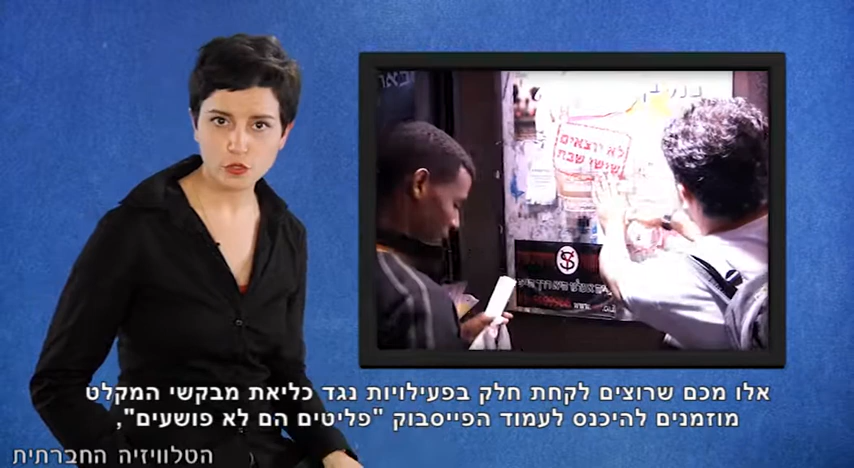 לא יוצאים
שישי שבת
אלו מכם שרוצים לקחת חלק בפעילויות נגד כליאת מבקשי המקלט
מוזמנים להיכנס לעמוד הפייסבוק "פליטים הם לא פושעים",
הטלוויזיה החברתית